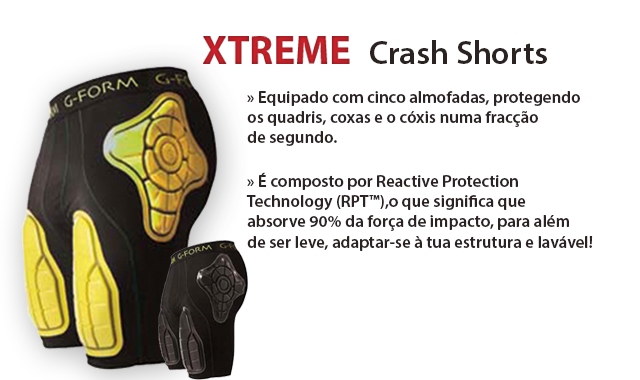 XTREME Crash Shorts
» Equipado com cinco almofadas, protegendo
os quadris, coxas e o cóxis numa fracção
de segundo.
» É composto por Reactive Protection
Technology (RPT™),o que significa que
absorve 90% da força de impacto, para além
de ser leve, adaptar-se à tua estrutura e lavável!
M G-FORM G-F
M G-FORM